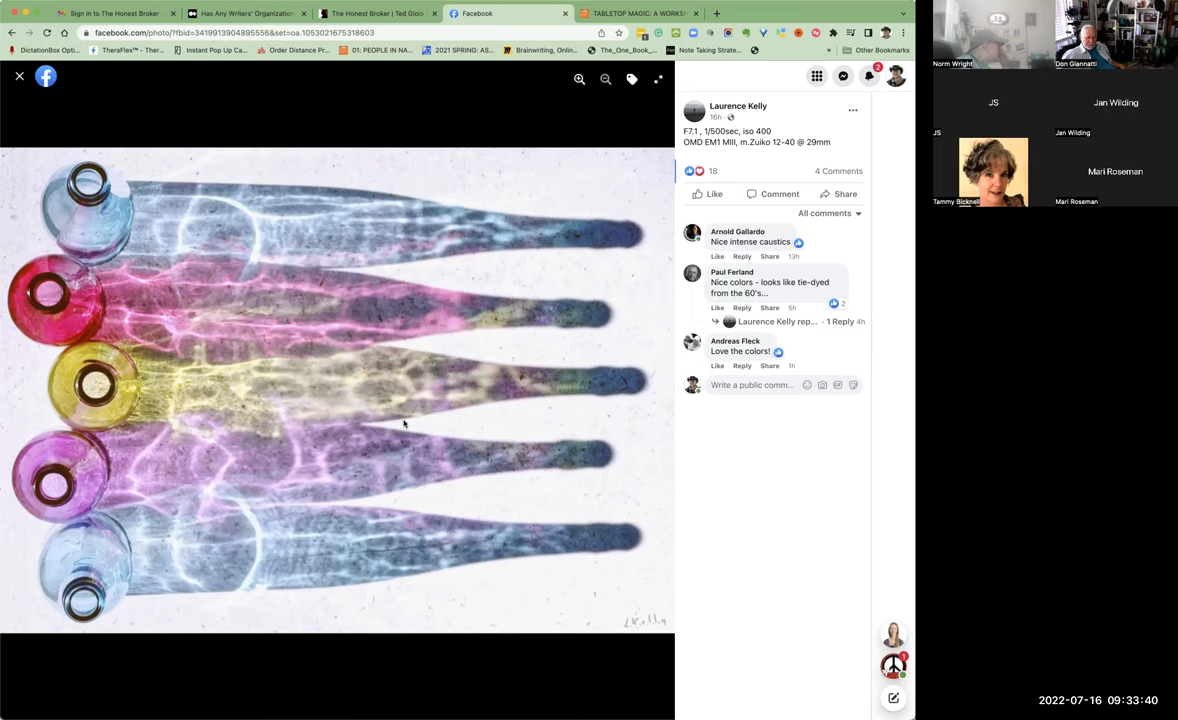 Sign in to The Honest Broker
Has Any Writers' Organization
The Honest Broker | Ted Gioia
Facebook
TABLETOP MAGIC: A WORKSH
facebook.com/photo/?fbid=3419913904895556&set=oa.1053021675318603
DictationBox Opti...
TheraFlex™ - Ther...
Instant Pop Up Ca...
Order Distance Pr...
01: PEOPLE IN NA...
2021 SPRING: AS...
Brainwriting, Onlin...
The_One_Book_...
Note Taking Strate...
»
Other Bookmarks
2
Laurence Kelly
16h ·
F7.1 , 1/500sec, iso 400
OMD EM1 MIII, m.Zuiko 12-40 @ 29mm
18
4 Comments
Like
Comment
Share
All comments
Arnold Gallardo
Nice intense caustics
Like Reply Share 13h
Paul Ferland
Nice colors - looks like tie-dyed
from the 60's...
2
Like Reply Share 5h
Laurence Kelly rep... · 1 Reply 4h
Andreas Fleck
Love the colors!
Like Reply Share 1h
Write a public comm...
LKelly
1
Norm Wright
Don Giannatti
JS
JS
Jan Wilding
Jan Wilding
Tammy Bicknell
Mari Roseman
Mari Roseman
2022-07-16 09:33:40